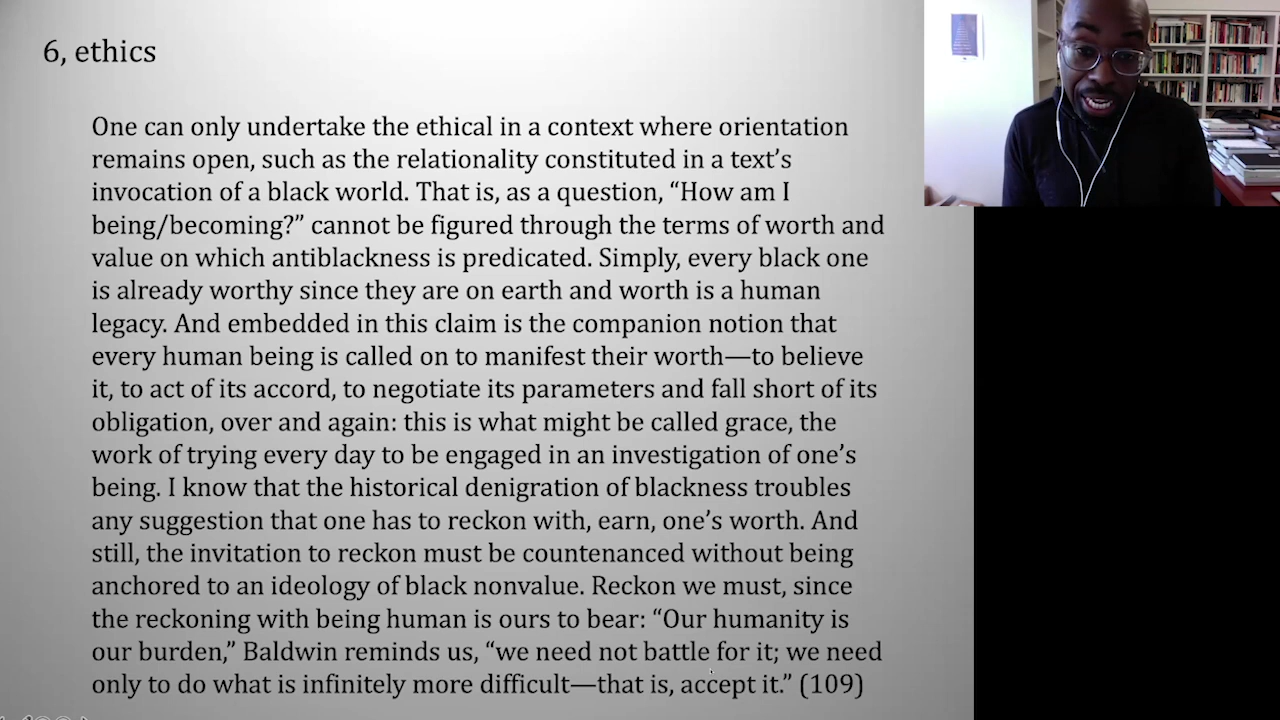 6, ethics
One can only undertake the ethical in a context where orientation
remains open, such as the relationality constituted in a text’s
invocation of a black world. That is, as a question, “How am I
being/becoming?” cannot be figured through the terms of worth and
value on which antiblackness is predicated. Simply, every black one
is already worthy since they are on earth and worth is a human
legacy. And embedded in this claim is the companion notion that
every human being is called on to manifest their worth—to believe
it, to act of its accord, to negotiate its parameters and fall short of its
obligation, over and again: this is what might be called grace, the
work of trying every day to be engaged in an investigation of one’s
being. I know that the historical denigration of blackness troubles
any suggestion that one has to reckon with, earn, one’s worth. And
still, the invitation to reckon must be countenanced without being
anchored to an ideology of black nonvalue. Reckon we must, since
the reckoning with being human is ours to bear: “Our humanity is
our burden,” Baldwin reminds us, “we need not battle for it; we need
only to do what is infinitely more difficult—that is, accept it.” (109)